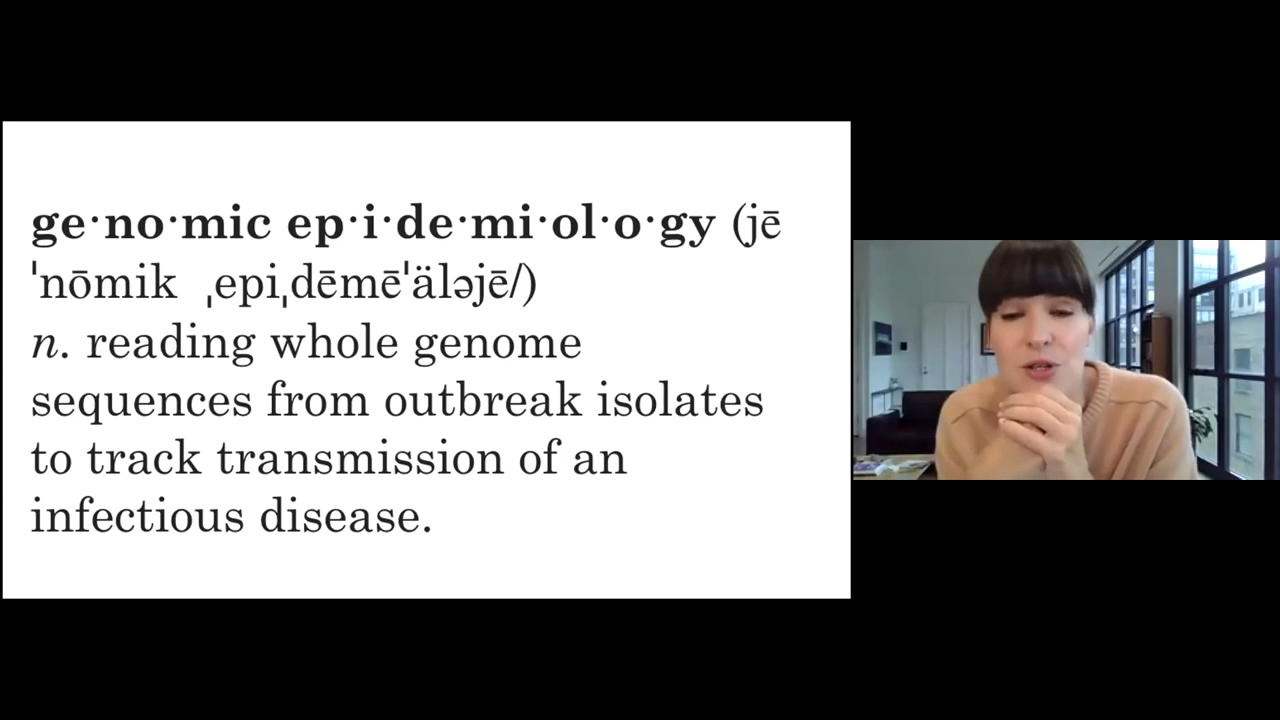 ge·no·mic ep·i·de·mi·ol·o·gy (jē
ˈnōmik ˌepiˌdēmēˈäləjē/)
n. reading whole genome
sequences from outbreak isolates
to track transmission of an
infectious disease.